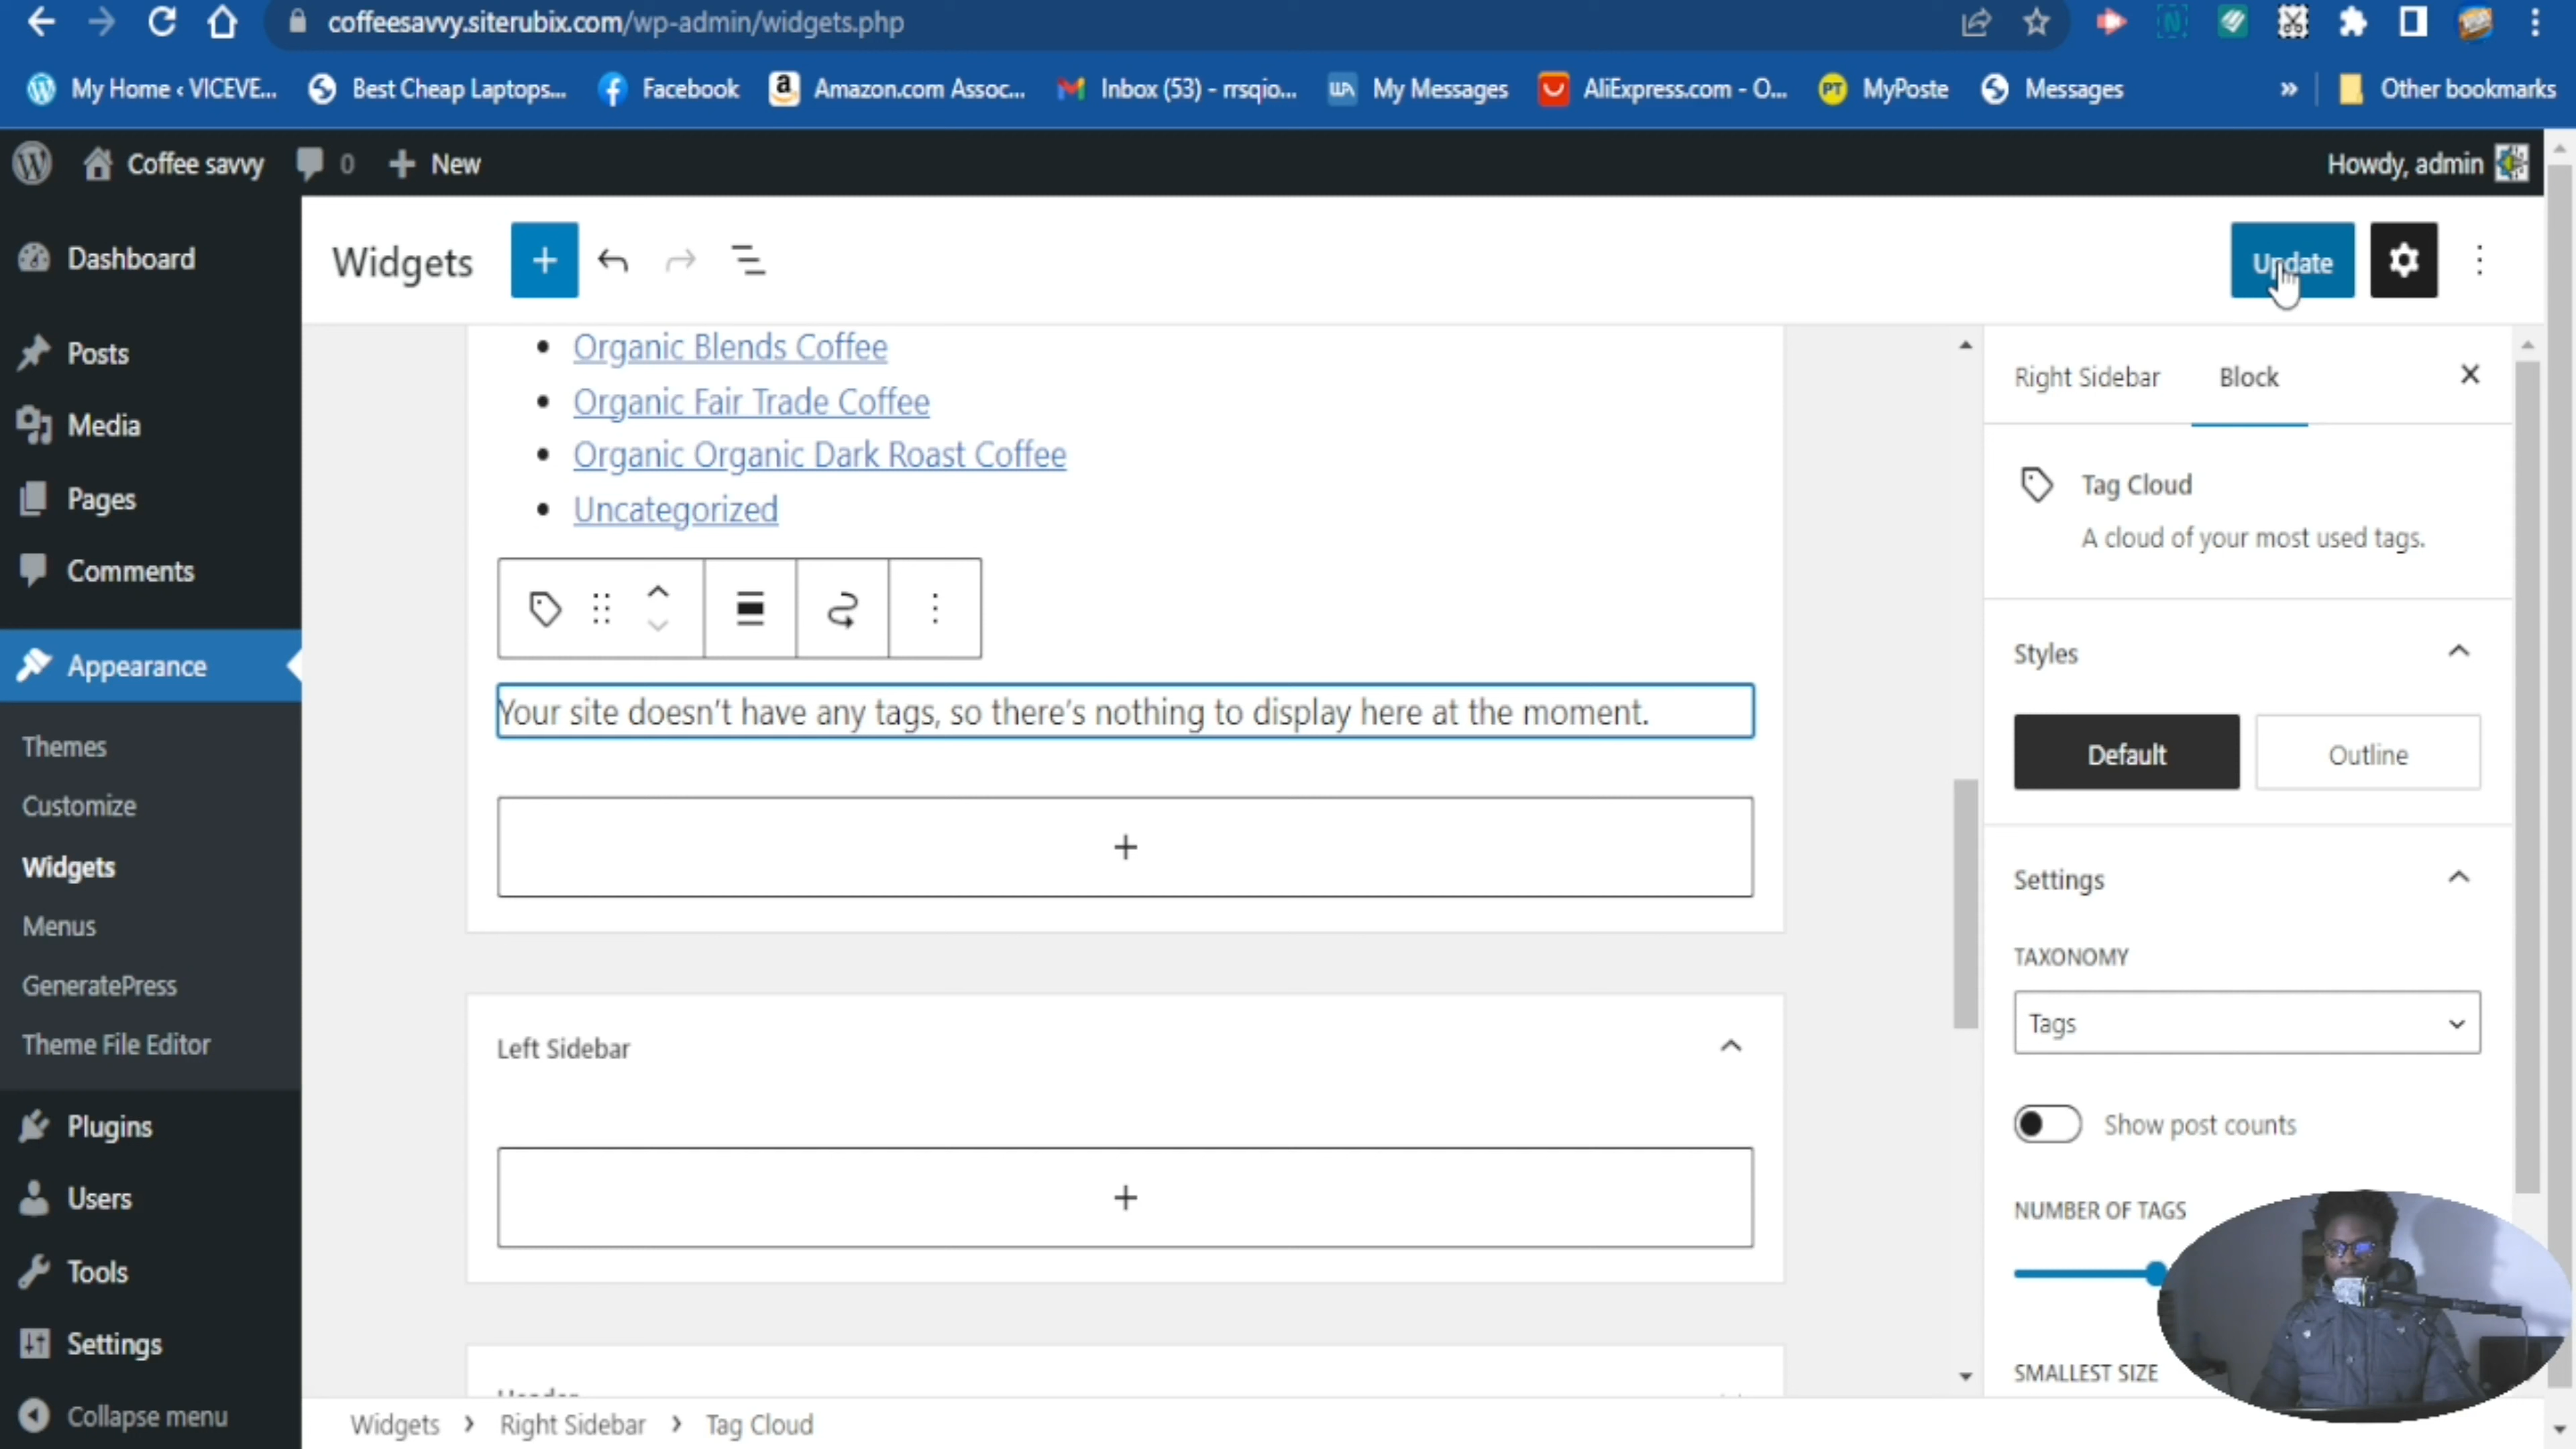 coffeesavvy.siterubix.com/wp-admin/widgets.php
My Home ‹ VICEVE... Best Cheap Laptops... Facebook Amazon.com Assoc... Inbox (53) - rrsqio... My Messages AliExpress.com - O... MyPoste Messages » Other bookmarks
Coffee savvy 0 New Howdy, admin
Dashboard
Posts
Media
Pages
Comments
Appearance
Themes
Customize
Widgets
Menus
GeneratePress
Theme File Editor
Plugins
Users
Tools
Settings
Collapse menu
Widgets Update
Organic Blends Coffee
Organic Fair Trade Coffee
Organic Organic Dark Roast Coffee
Uncategorized
Your site doesn't have any tags, so there's nothing to display here at the moment.
Left Sidebar
Right Sidebar Block
Tag Cloud
A cloud of your most used tags.
Styles
Default Outline
Settings
TAXONOMY
Tags
Show post counts
NUMBER OF TAGS
SMALLEST SIZE
Widgets › Right Sidebar › Tag Cloud